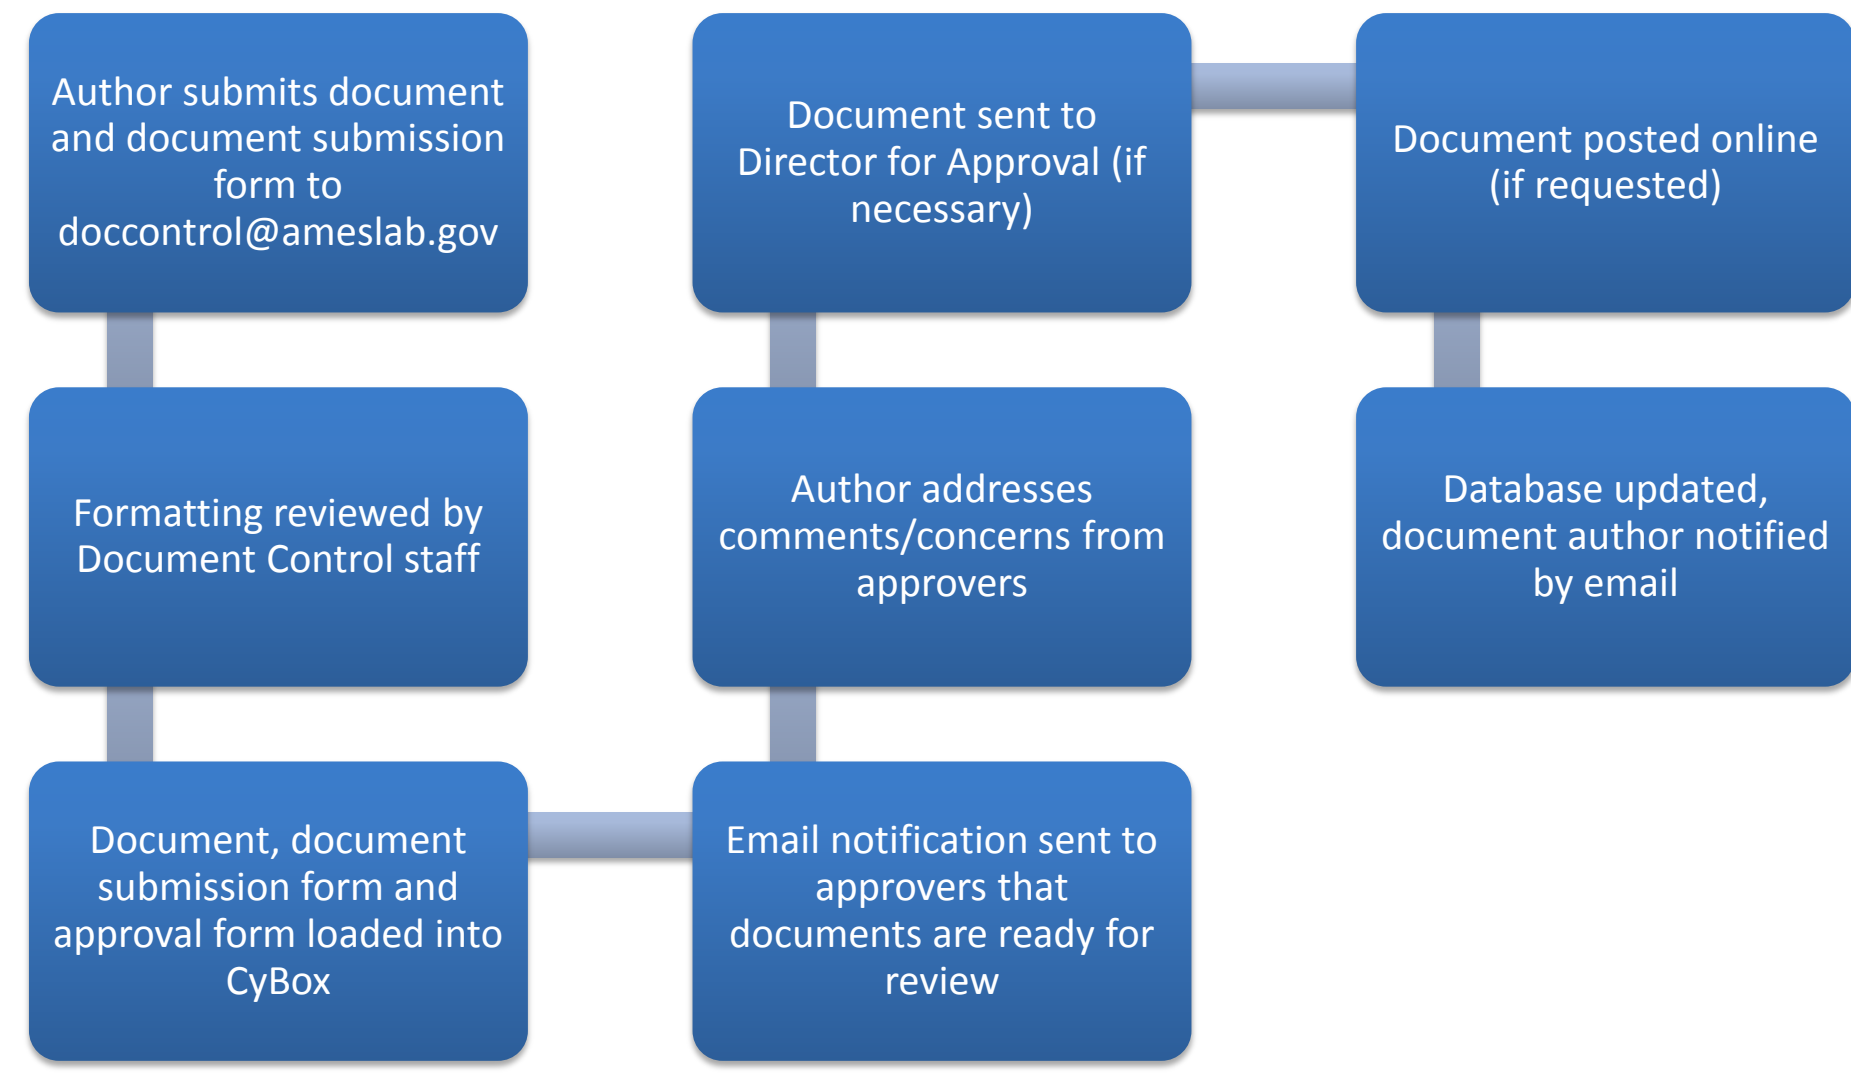 Author submits document
and document submission
form to
doccontrol@ameslab.gov
Formatting reviewed by
Document Control staff
Document, document
submission form and
approval form loaded into
CyBox
Email notification sent to
approvers that
documents are ready for
review
Author addresses
comments/concerns from
approvers
Document sent to
Director for Approval (if
necessary)
Document posted online
(if requested)
Database updated,
document author notified
by email